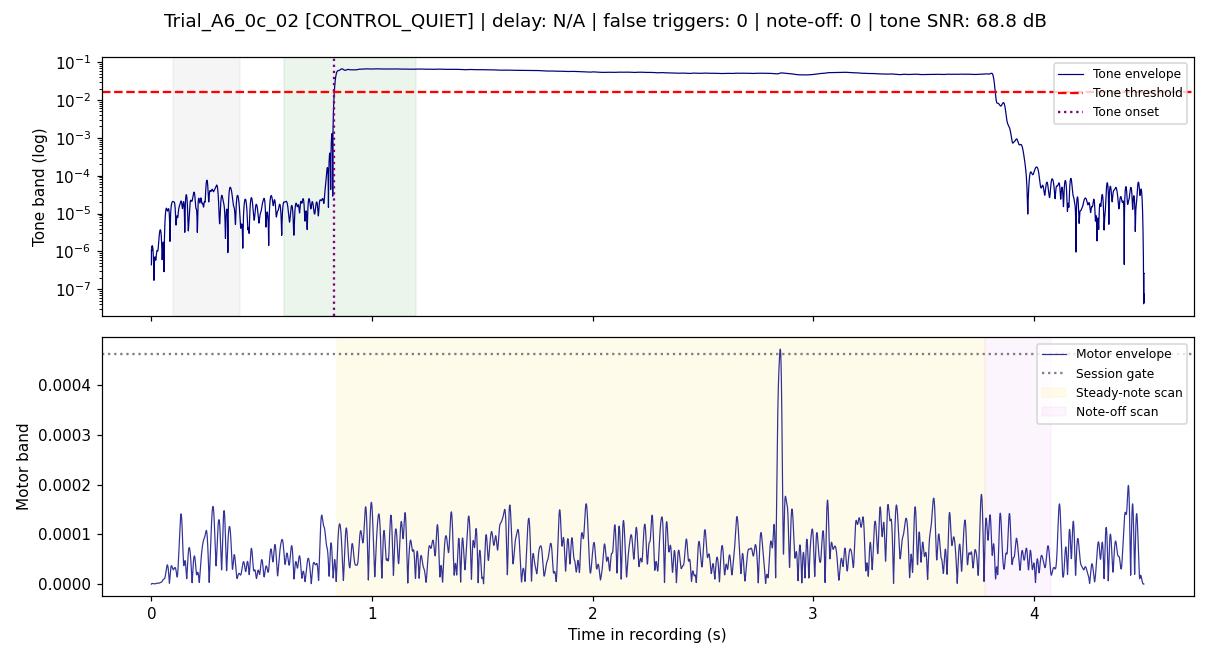 Trial_A6_0c_02 [CONTROL_QUIET] | delay: N/A | false triggers: 0 | note-off: 0 | tone SNR: 68.8 dB
Tone band (log)
10⁻¹
10⁻²
10⁻³
10⁻⁴
10⁻⁵
10⁻⁶
10⁻⁷
Tone envelope
Tone threshold
Tone onset
Motor band
0.0004
0.0003
0.0002
0.0001
0.0000
Motor envelope
Session gate
Steady-note scan
Note-off scan
0 1 2 3 4
Time in recording (s)